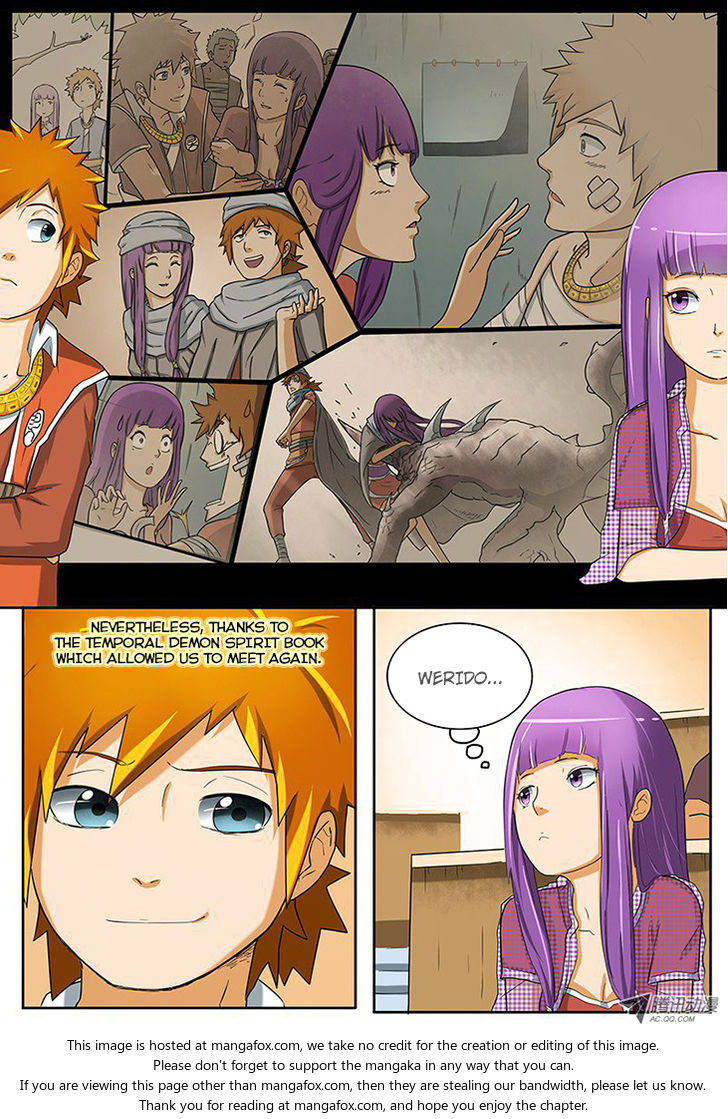 NEVERTHELESS, THANKS TO
THE TEMPORAL DEMON SPIRIT BOOK
WHICH ALLOWED US TO MEET AGAIN.
WERIDO...
腾讯动漫
AC.QQ.COM
This image is hosted at mangafox.com, we take no credit for the creation or editing of this image.
Please don't forget to support the mangaka in any way that you can.
If you are viewing this page other than mangafox.com, then they are stealing our bandwidth, please let us know.
Thank you for reading at mangafox.com, and hope you enjoy the chapter.